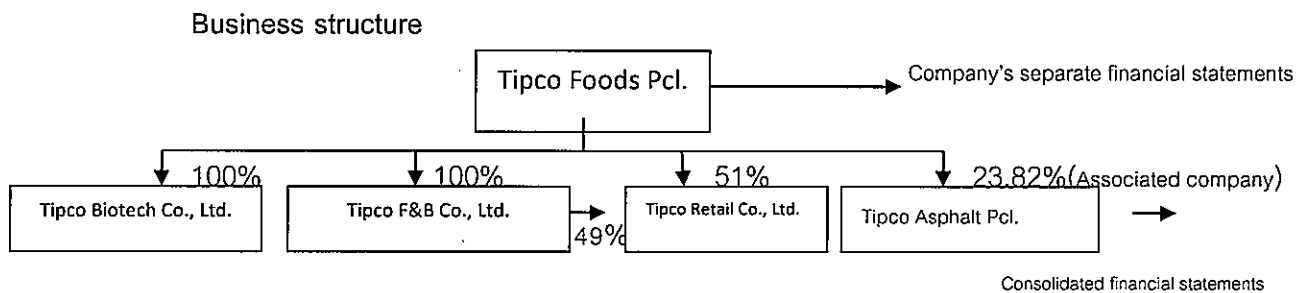 Business structure
Tipco Foods Pcl.
Company's separate financial statements
100%
100%
51%
23.82%(Associated company)
Tipco Biotech Co., Ltd.
Tipco F&B Co., Ltd.
49%
Tipco Retail Co., Ltd.
Tipco Asphalt Pcl.
Consolidated financial statements